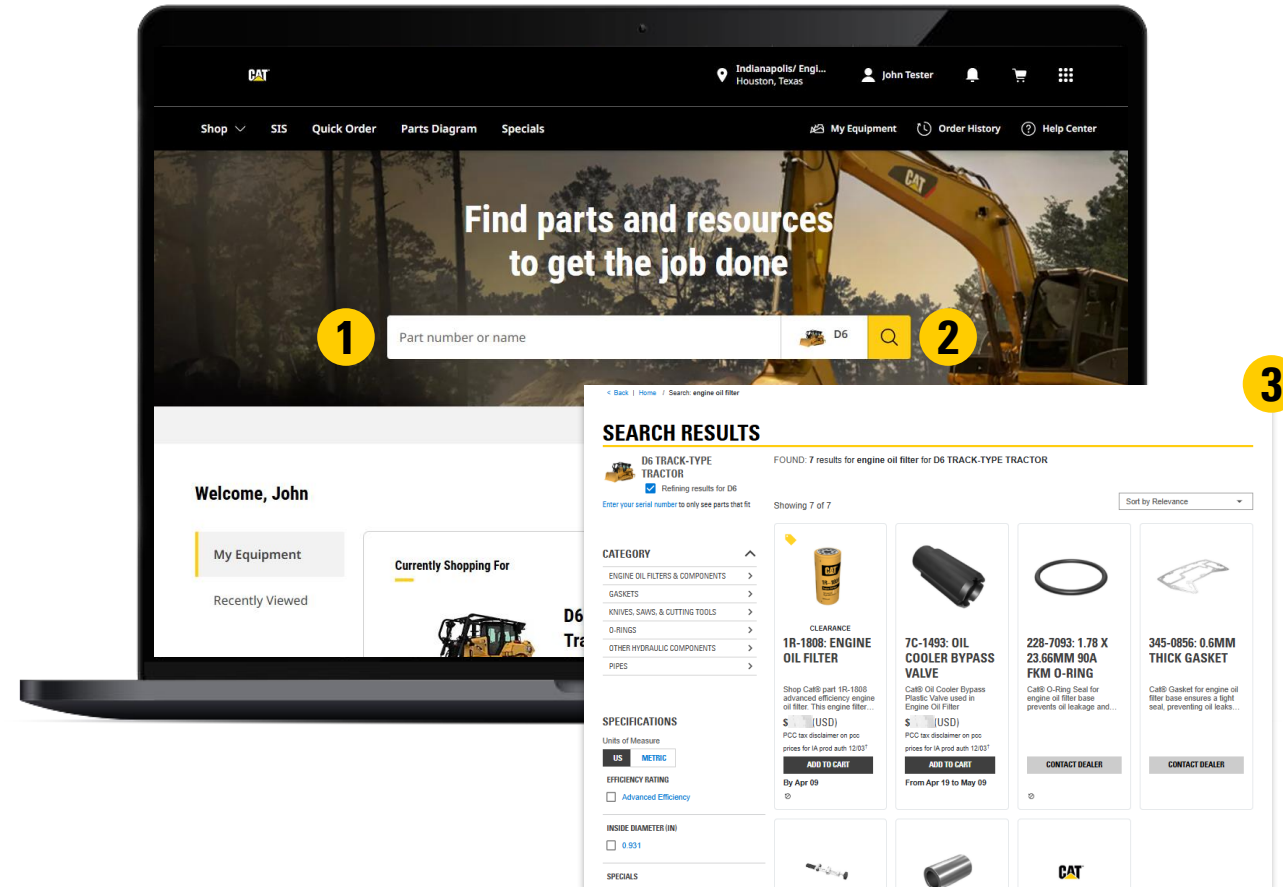 CAT
Indianapolis/ Engi...
Houston, Texas
John Tester
Shop
SIS
Quick Order
Parts Diagram
Specials
My Equipment
Order History
? Help Center
CAT
Find parts and resources
to get the job done
1
Part number or name
D6
2
3
Welcome, John
My Equipment
Recently Viewed
Currently Shopping For
D6
Tra
< Back | Home / Search: engine oil filter
SEARCH RESULTS
D6 TRACK-TYPE
TRACTOR
Refining results for D6
Enter your serial number to only see parts that fit
FOUND: 7 results for engine oil filter for D6 TRACK-TYPE TRACTOR
Showing 7 of 7
Sort by Relevance
CATEGORY
ENGINE OIL FILTERS & COMPONENTS
GASKETS
KNIVES, SAWS, & CUTTING TOOLS
O-RINGS
OTHER HYDRAULIC COMPONENTS
PIPES
SPECIFICATIONS
Units of Measure
US
METRIC
EFFICIENCY RATING
Advanced Efficiency
INSIDE DIAMETER (IN)
0.931
SPECIALS
CAT
CLEARANCE
1R-1808: ENGINE
OIL FILTER
Shop Cat® part 1R-1808
advanced efficiency engine
oil filter. This engine filter...
$ (USD)
PCC tax disclaimer on pcc
prices for IA prod auth 12/03†
ADD TO CART
By Apr 09
7C-1493: OIL
COOLER BYPASS
VALVE
Cat® Oil Cooler Bypass
Plastic Valve used in
Engine Oil Filter
$ (USD)
PCC tax disclaimer on pcc
prices for IA prod auth 12/03†
ADD TO CART
From Apr 19 to May 09
228-7093: 1.78 X
23.66MM 90A
FKM O-RING
Cat® O-Ring Seal for
engine oil filter base
prevents oil leakage and...
CONTACT DEALER
345-0856: 0.6MM
THICK GASKET
Cat® Gasket for engine oil
filter base ensures a tight
seal, preventing oil leaks...
CONTACT DEALER
CAT